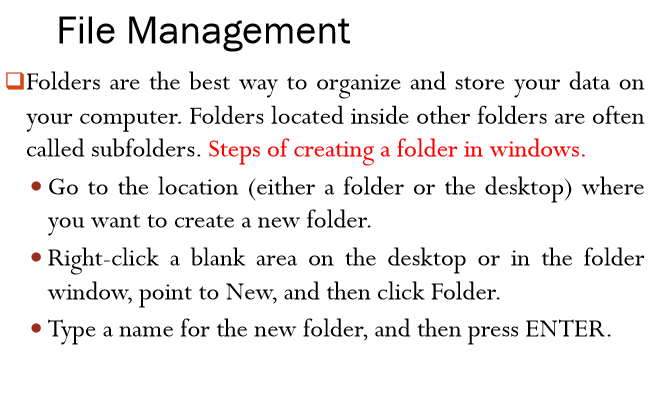 File Management
Folders are the best way to organize and store your data on
your computer. Folders located inside other folders are often
called subfolders. Steps of creating a folder in windows.
• Go to the location (either a folder or the desktop) where
you want to create a new folder.
• Right-click a blank area on the desktop or in the folder
window, point to New, and then click Folder.
• Type a name for the new folder, and then press ENTER.